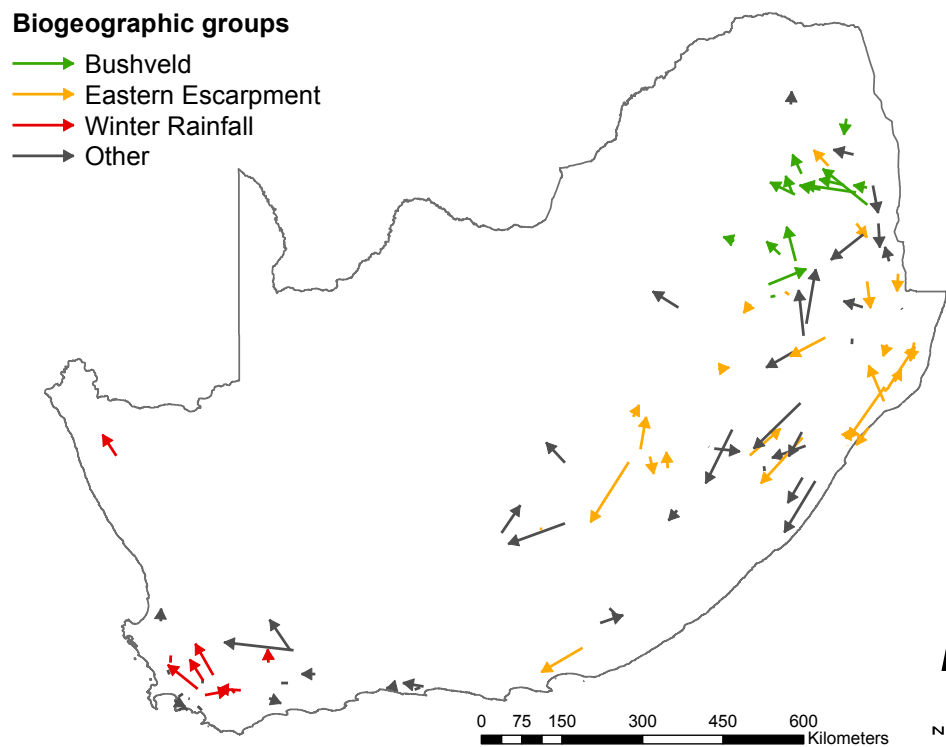 Biogeographic groups
Bushveld
Eastern Escarpment
Winter Rainfall
Other
0 75 150 300 450 600
Kilometers
z